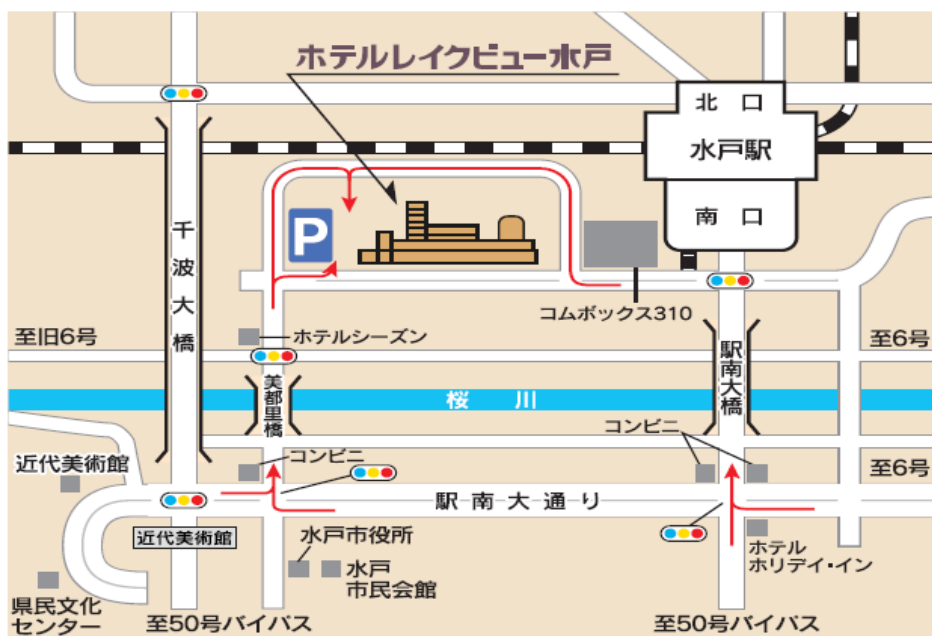 ホテルレイクビュー水戸
北口
水戸駅
南口
P
千波大橋
コムボックス310
至旧6号
ホテルシーズン
至6号
美都里橋
駅南大橋
桜川
コンビニ
コンビニ
近代美術館
至6号
駅南大通り
近代美術館
水戸市役所
水戸
市民会館
ホテル
ホリデイ・イン
県民文化
センター
至50号バイパス
至50号バイパス